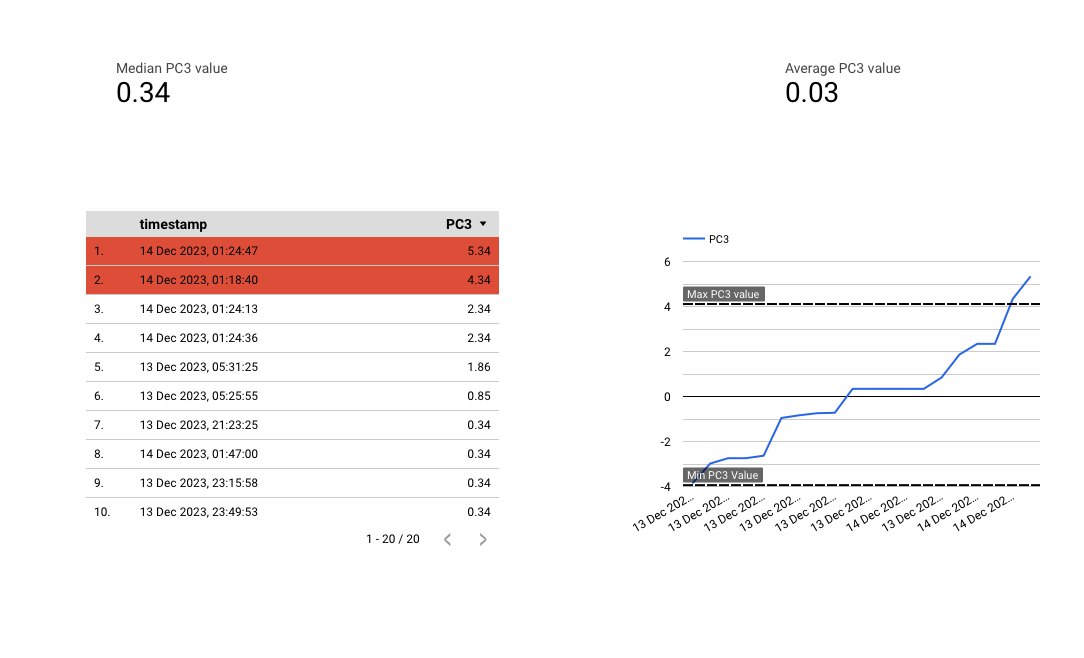 Median PC3 value
0.34
Average PC3 value
0.03
timestamp PC3
1. 14 Dec 2023, 01:24:47 5.34
2. 14 Dec 2023, 01:18:40 4.34
3. 14 Dec 2023, 01:24:13 2.34
4. 14 Dec 2023, 01:24:36 2.34
5. 13 Dec 2023, 05:31:25 1.86
6. 13 Dec 2023, 05:25:55 0.85
7. 13 Dec 2023, 21:23:25 0.34
8. 14 Dec 2023, 01:47:00 0.34
9. 13 Dec 2023, 23:15:58 0.34
10. 13 Dec 2023, 23:49:53 0.34
1 - 20 / 20
PC3
6
Max PC3 value
4
2
0
-2
Min PC3 Value
-4
13 Dec 202...
13 Dec 202...
13 Dec 202...
13 Dec 202...
13 Dec 202...
13 Dec 202...
14 Dec 202...
13 Dec 202...
14 Dec 202...
14 Dec 202...